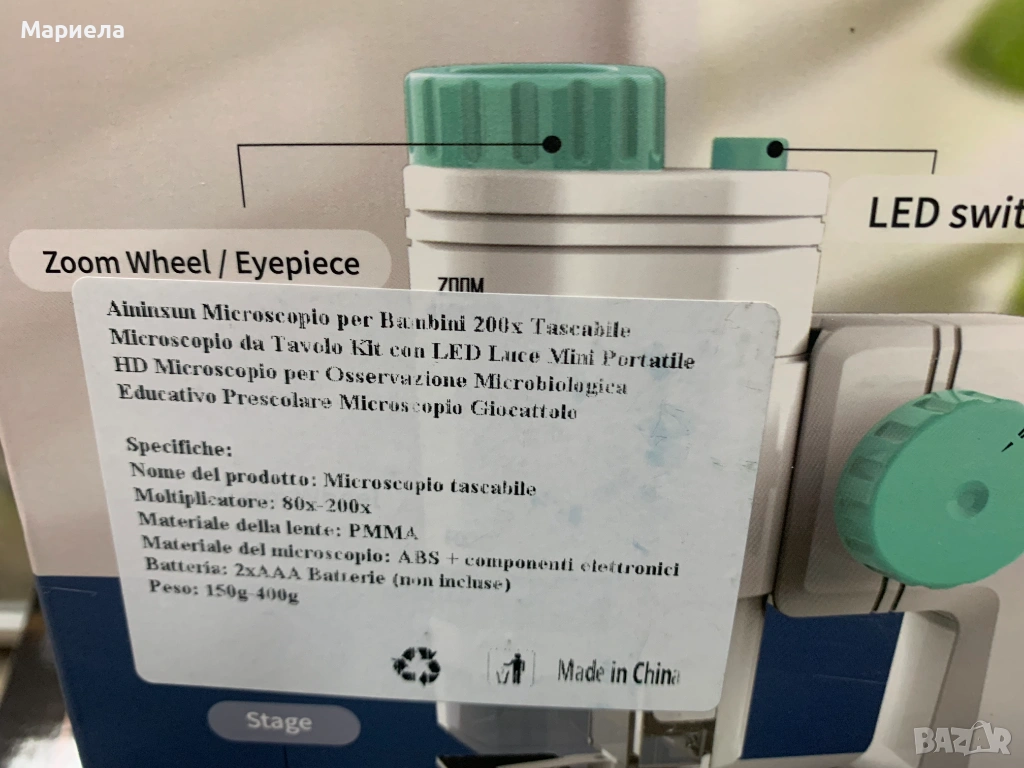 Мариела
LED swit
Zoom Wheel / Eyepiece
ZOOM
Aininsun Microscopio per Bambini 200x Tascabile
Microscopio da Tavolo Kit con LED Luce Mini Portatile
HD Microscopio per Osservazione Microbiologica
Educativo Prescolare Microscopio Giocattolo
Specifiche:
Nome del prodotto: Microscopio tascabile
Moltiplicatore: 80x-200x
Materiale della lente: PMMA
Materiale del microscopio: ABS + componenti elettronici
Batteria: 2xAAA Batterie (non incluse)
Peso: 150g-400g
Made in China
Stage
BAZAR